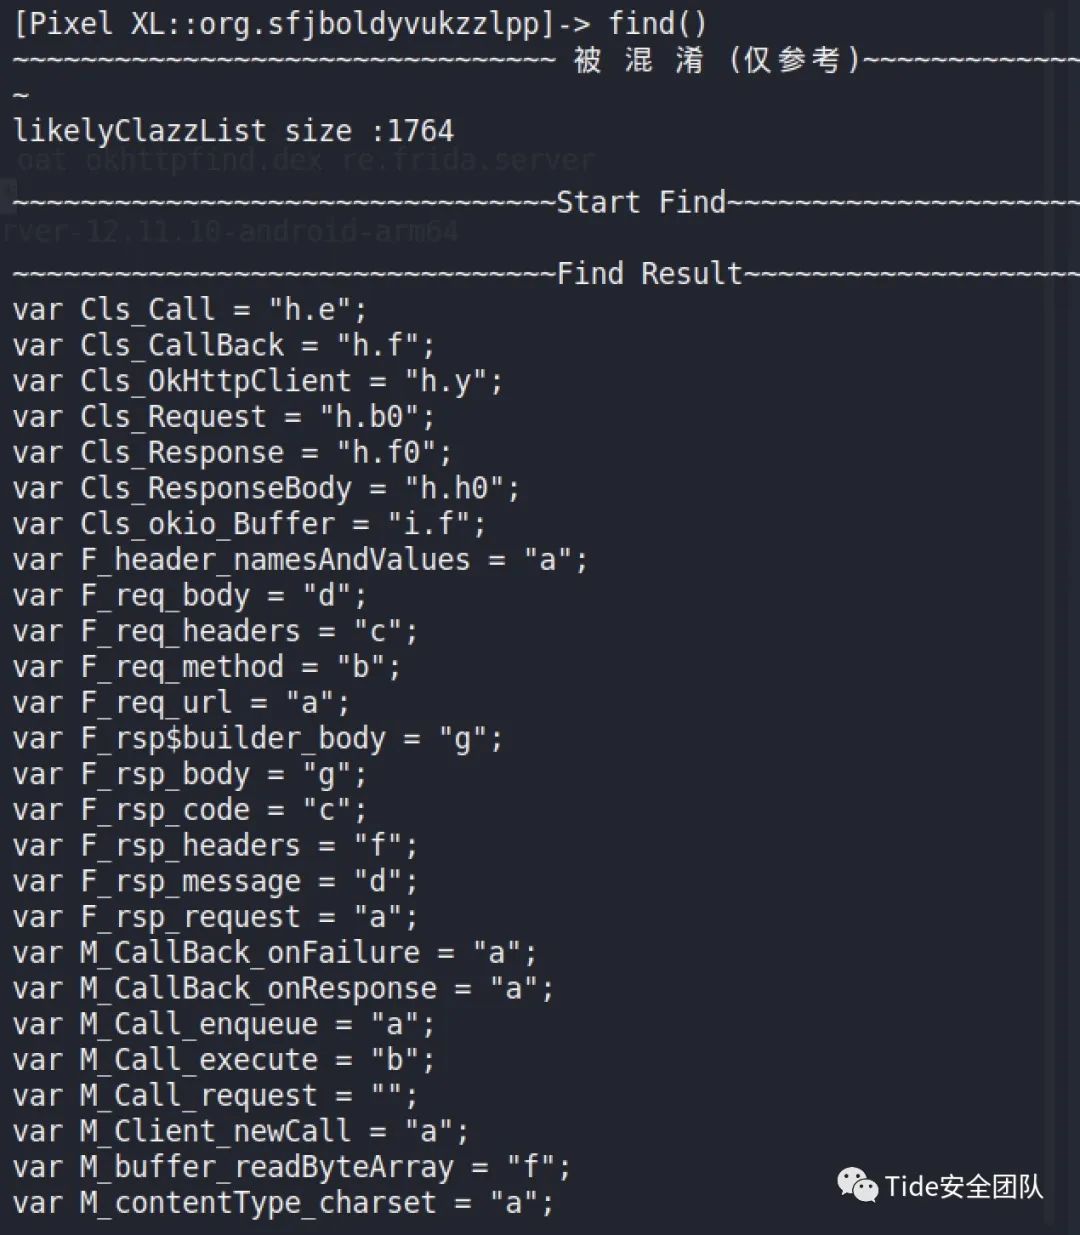 [Pixel XL::org.sfjboldyvukzzlpp]-> find()
~~~~~~~~~~~~~~~~~~~~~~~~~~~~~~~~ 被 混 淆 (仅参考)~~~~~~~~~~~~~
~
likelyClazzList size :1764
oat okhttpfind.dex re.frida.server
~~~~~~~~~~~~~~~~~~~~~~~~~~~~~~~~Start Find~~~~~~~~~~~~~~~~~~~~~
rver-12.11.10-android-arm64
~~~~~~~~~~~~~~~~~~~~~~~~~~~~~~~~Find Result~~~~~~~~~~~~~~~~~~~~
var Cls_Call = "h.e";
var Cls_CallBack = "h.f";
var Cls_OkHttpClient = "h.y";
var Cls_Request = "h.b0";
var Cls_Response = "h.f0";
var Cls_ResponseBody = "h.h0";
var Cls_okio_Buffer = "i.f";
var F_header_namesAndValues = "a";
var F_req_body = "d";
var F_req_headers = "c";
var F_req_method = "b";
var F_req_url = "a";
var F_rsp$builder_body = "g";
var F_rsp_body = "g";
var F_rsp_code = "c";
var F_rsp_headers = "f";
var F_rsp_message = "d";
var F_rsp_request = "a";
var M_CallBack_onFailure = "a";
var M_CallBack_onResponse = "a";
var M_Call_enqueue = "a";
var M_Call_execute = "b";
var M_Call_request = "";
var M_Client_newCall = "a";
var M_buffer_readByteArray = "f";
var M_contentType_charset = "a";
Tide安全团队